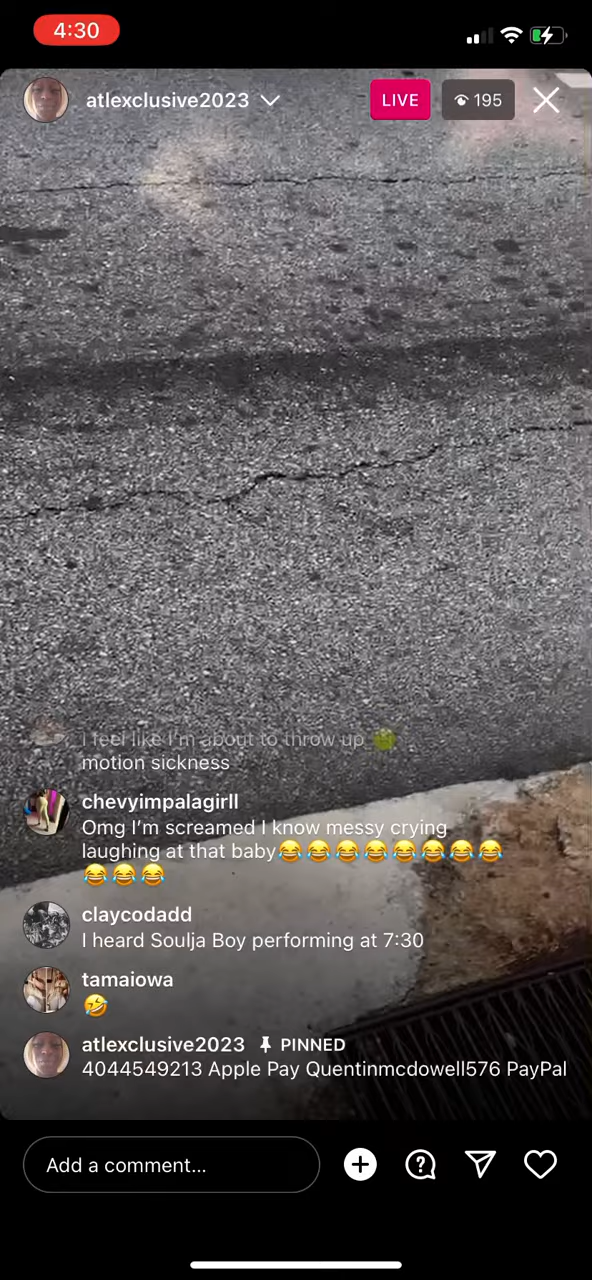 4:30
atlexclusive2023
LIVE
195
i feel like I'm about to throw up 🤢
motion sickness
chevyimpalagirll
Omg I'm screamed I know messy crying
laughing at that baby😂😂😂😂😂😂😂😂
😂😂😂
claycodadd
I heard Soulja Boy performing at 7:30
tamaiowa
🤣
atlexclusive2023 PINNED
4044549213 Apple Pay Quentinmcdowell576 PayPal
Add a comment...